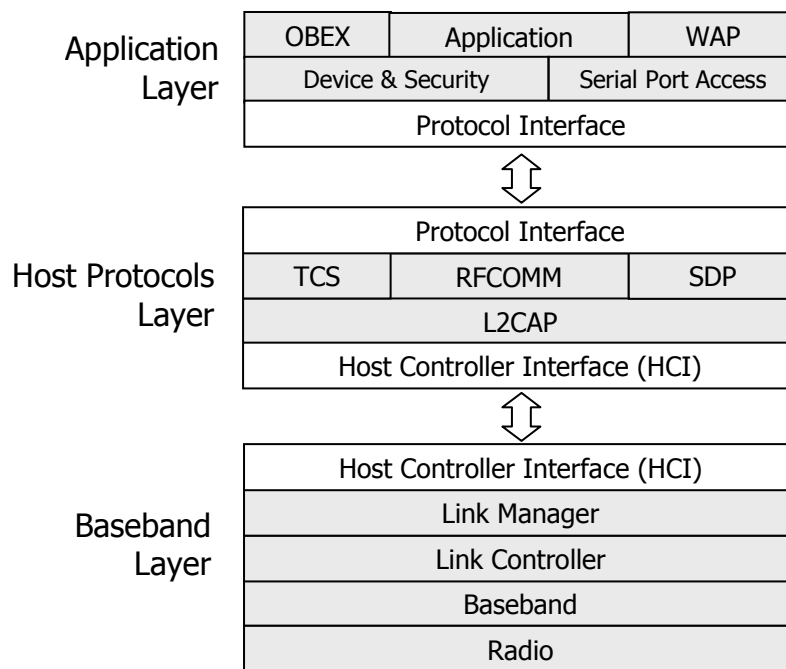 Application
Layer
OBEX
Application
WAP
Device & Security
Serial Port Access
Protocol Interface
Host Protocols
Layer
Protocol Interface
TCS
RFCOMM
SDP
L2CAP
Host Controller Interface (HCI)
Baseband
Layer
Host Controller Interface (HCI)
Link Manager
Link Controller
Baseband
Radio